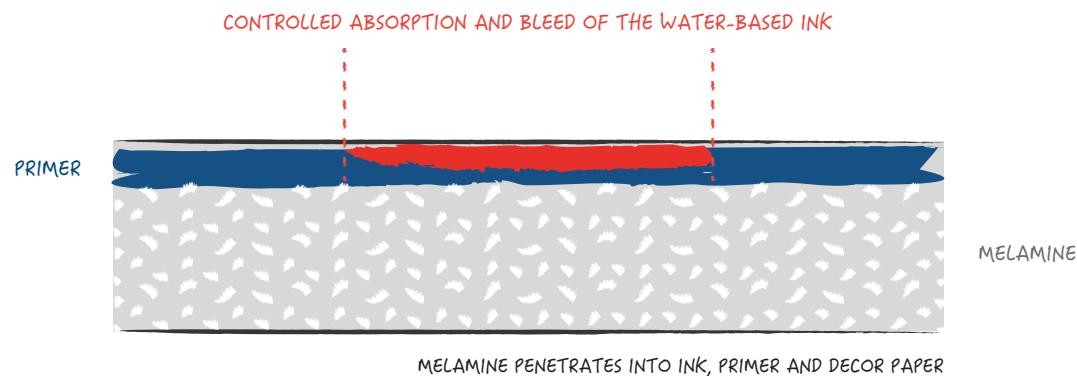 CONTROLLED ABSORPTION AND BLEED OF THE WATER-BASED INK
PRIMER
MELAMINE
MELAMINE PENETRATES INTO INK, PRIMER AND DECOR PAPER